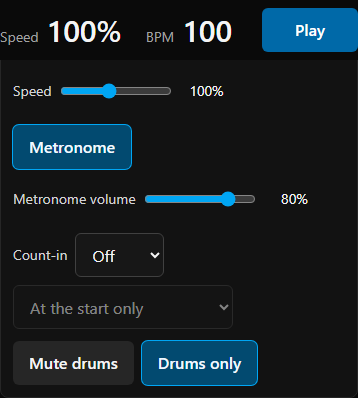 Speed 100% BPM 100 Play
Speed 100%
Metronome
Metronome volume 80%
Count-in Off
At the start only
Mute drums Drums only